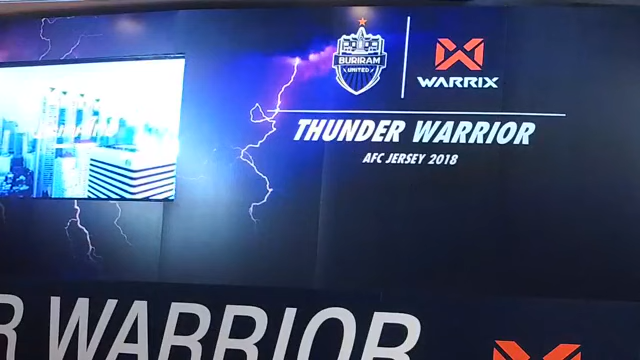 BURIRAM
UNITED
WARRIX
THUNDER WARRIOR
AFC JERSEY 2018
R WARRIOR